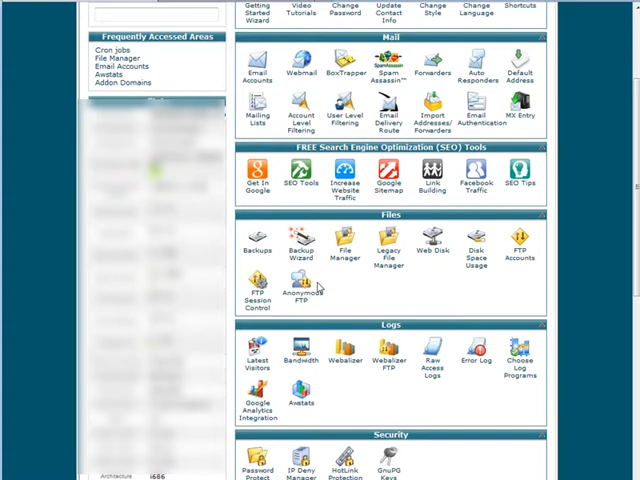 Getting Started Wizard
Video Tutorials
Change Password
Update Contact Info
Change Style
Change Language
Shortcuts
Frequently Accessed Areas
Cron jobs
File Manager
Email Accounts
Awstats
Addon Domains
Mail
Email Accounts
Webmail
BoxTrapper
SpamAssassin
Spam Assassin™
Forwarders
Auto Responders
Default Address
Mailing Lists
Account Level Filtering
User Level Filtering
Email Delivery Route
Import Addresses/ Forwarders
Email Authentication
MX Entry
FREE Search Engine Optimization (SEO) Tools
Get In Google
SEO Tools
Increase Website Traffic
Google Sitemap
Link Building
Facebook Traffic
SEO Tips
Files
Backups
Backup Wizard
File Manager
Legacy File Manager
Web Disk
Disk Space Usage
FTP Accounts
FTP Session Control
Anonymous FTP
Logs
Latest Visitors
Bandwidth
Webalizer
Webalizer FTP
Raw Access Logs
Error Log
Choose Log Programs
Google Analytics Integration
Awstats
Security
Password Protect
IP Deny Manager
HotLink Protection
GnuPG Keys
Architecture
i686